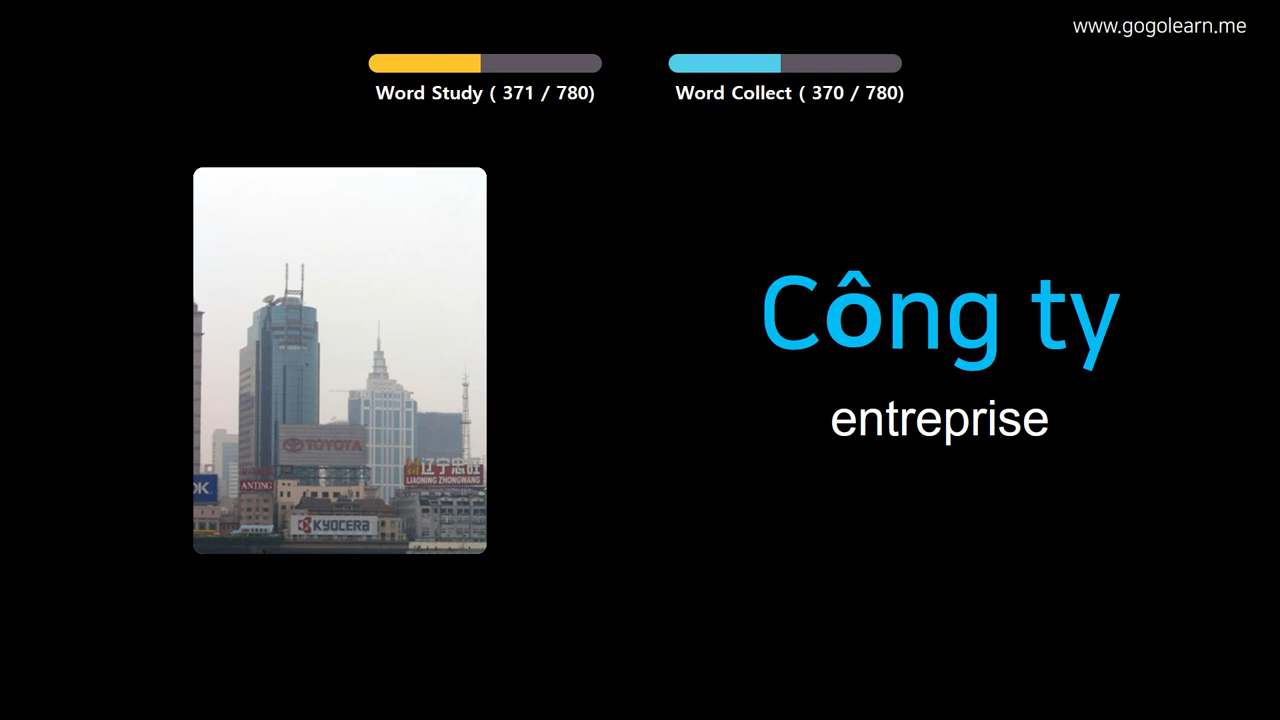 www.gogolearn.me
Word Study ( 371 / 780)
Word Collect ( 370 / 780)
Công ty
entreprise
TOYOTA
辽宁忠旺
LIAONING ZHONGWANG
OK
ANTING
KYOCERA